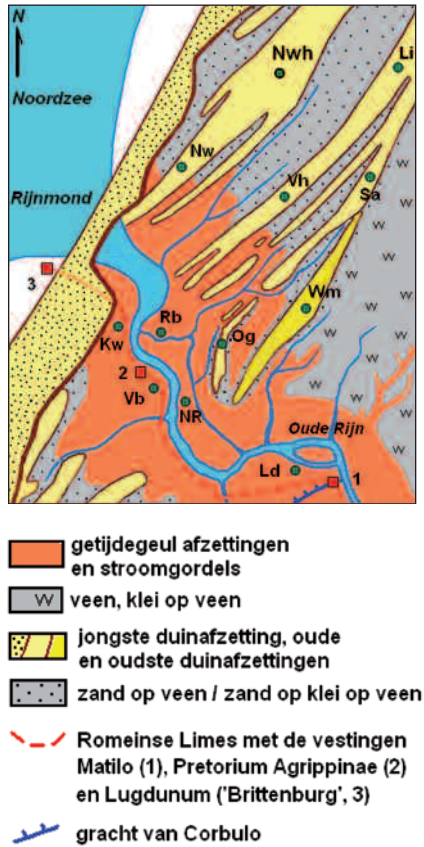 N
Nwh
Li
Noordzee
Nw
Rijnmond
Vh
Sa
3
Wm
Rb
Kw
Og
2
Vb
NR
Oude Rijn
Ld
1
getijdegeul afzettingen
en stroomgordels
w
veen, klei op veen
jongste duinafzetting, oude
en oudste duinafzettingen
zand op veen / zand op klei op veen
Romeinse Limes met de vestingen
Matilo (1), Pretorium Agrippinae (2)
en Lugdunum ('Brittenburg', 3)
gracht van Corbulo